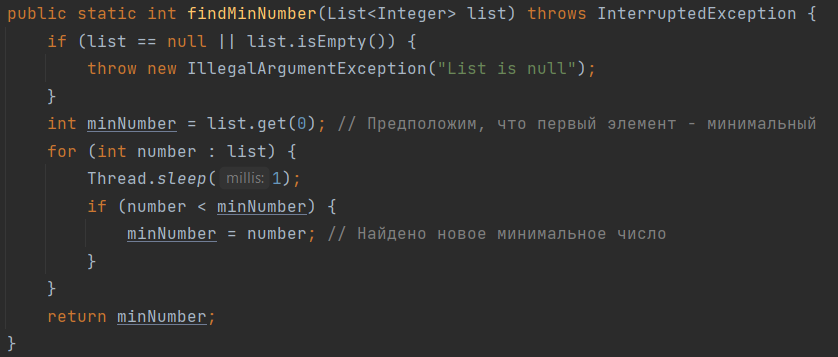 public static int findMinNumber(List<Integer> list) throws InterruptedException {
    if (list == null || list.isEmpty()) {
        throw new IllegalArgumentException("List is null");
    }
    int minNumber = list.get(0); // Предположим, что первый элемент - минимальный
    for (int number : list) {
        Thread.sleep( millis: 1);
        if (number < minNumber) {
            minNumber = number; // Найдено новое минимальное число
        }
    }
    return minNumber;
}